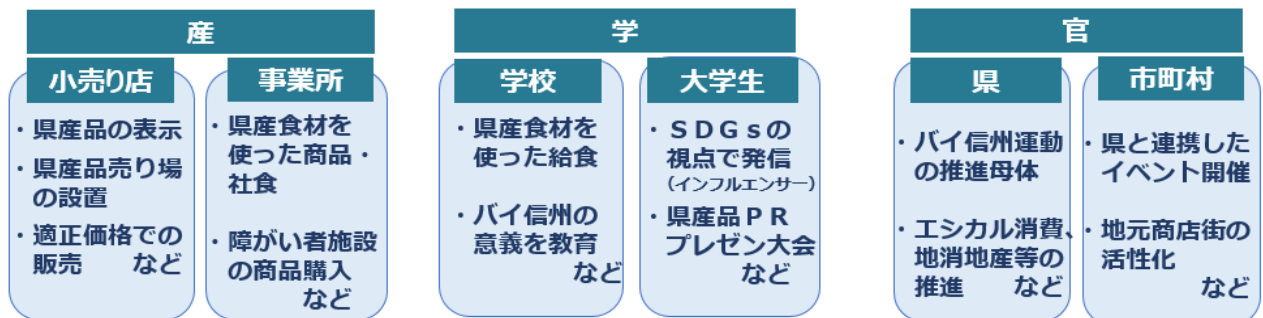 産
小売り店
・県産品の表示
・県産品売り場
の設置
・適正価格での
販売 など
事業所
・県産食材を
使った商品・
社食
・障がい者施設
の商品購入
など
学
学校
・県産食材を
使った給食
・バイ信州の
意義を教育
など
大学生
・ＳＤＧｓの
視点で発信
（インフルエンサー）
・県産品ＰＲ
プレゼン大会
など
官
県
・バイ信州運動
の推進母体
・エシカル消費、
地消地産等の
推進 など
市町村
・県と連携した
イベント開催
・地元商店街の
活性化
など